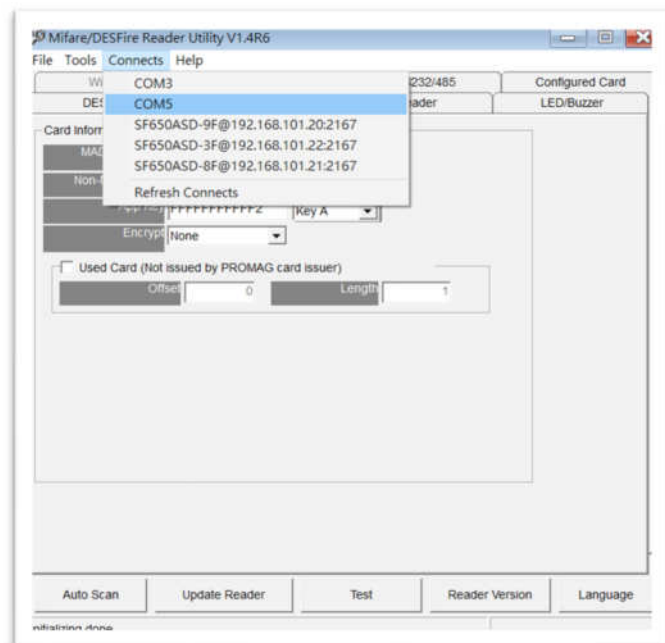 Mifare/DESFire Reader Utility V1.4R6
File Tools Connects Help
COM3
COM5
SF650ASD-9F@192.168.101.20:2167
SF650ASD-3F@192.168.101.22:2167
SF650ASD-8F@192.168.101.21:2167
Refresh Connects
232/485 Configured Card
LED/Buzzer
Card Inform
Key A
Encrypt None
Used Card (Not issued by PROMAG card issuer)
Offset 0 Length 1
Auto Scan Update Reader Test Reader Version Language